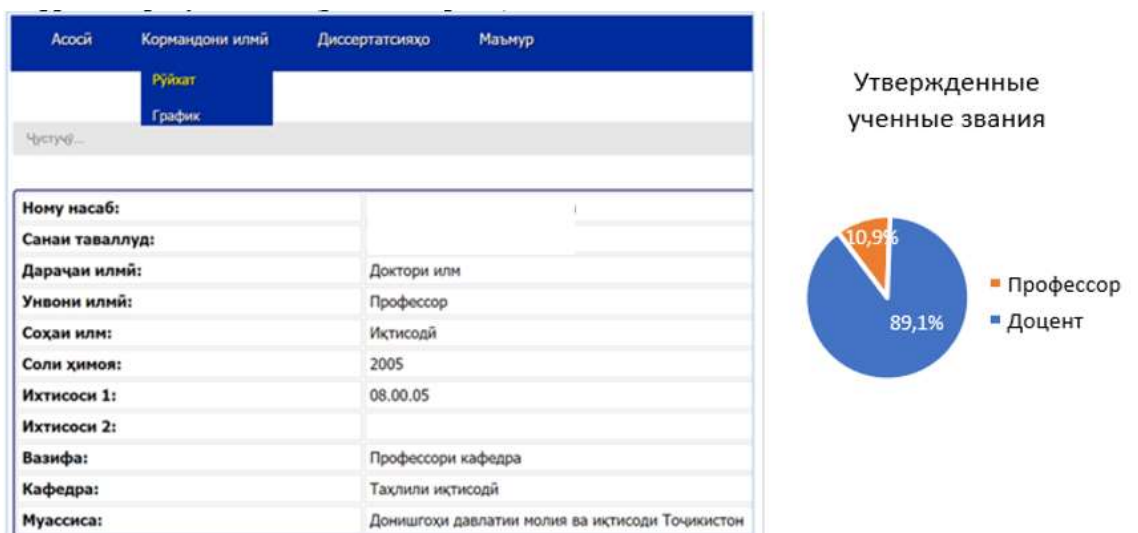 Асосӣ Кормандони илмӣ Диссертатсияҳо Маъмур
Рӯйхат
График
Ҷустуҷӯ...
Ному насаб:
Санаи таваллуд:
Дараҷаи илмӣ: Доктори илм
Унвони илмӣ: Профессор
Соҳаи илм: Иқтисодӣ
Соли ҳимоя: 2005
Ихтисоси 1: 08.00.05
Ихтисоси 2:
Вазифа: Профессори кафедра
Кафедра: Таҳлили иқтисодӣ
Муассиса: Донишгоҳи давлатии молия ва иқтисоди Тоҷикистон
Утвержденные
ученные звания
10,9%
89,1%
Профессор
Доцент